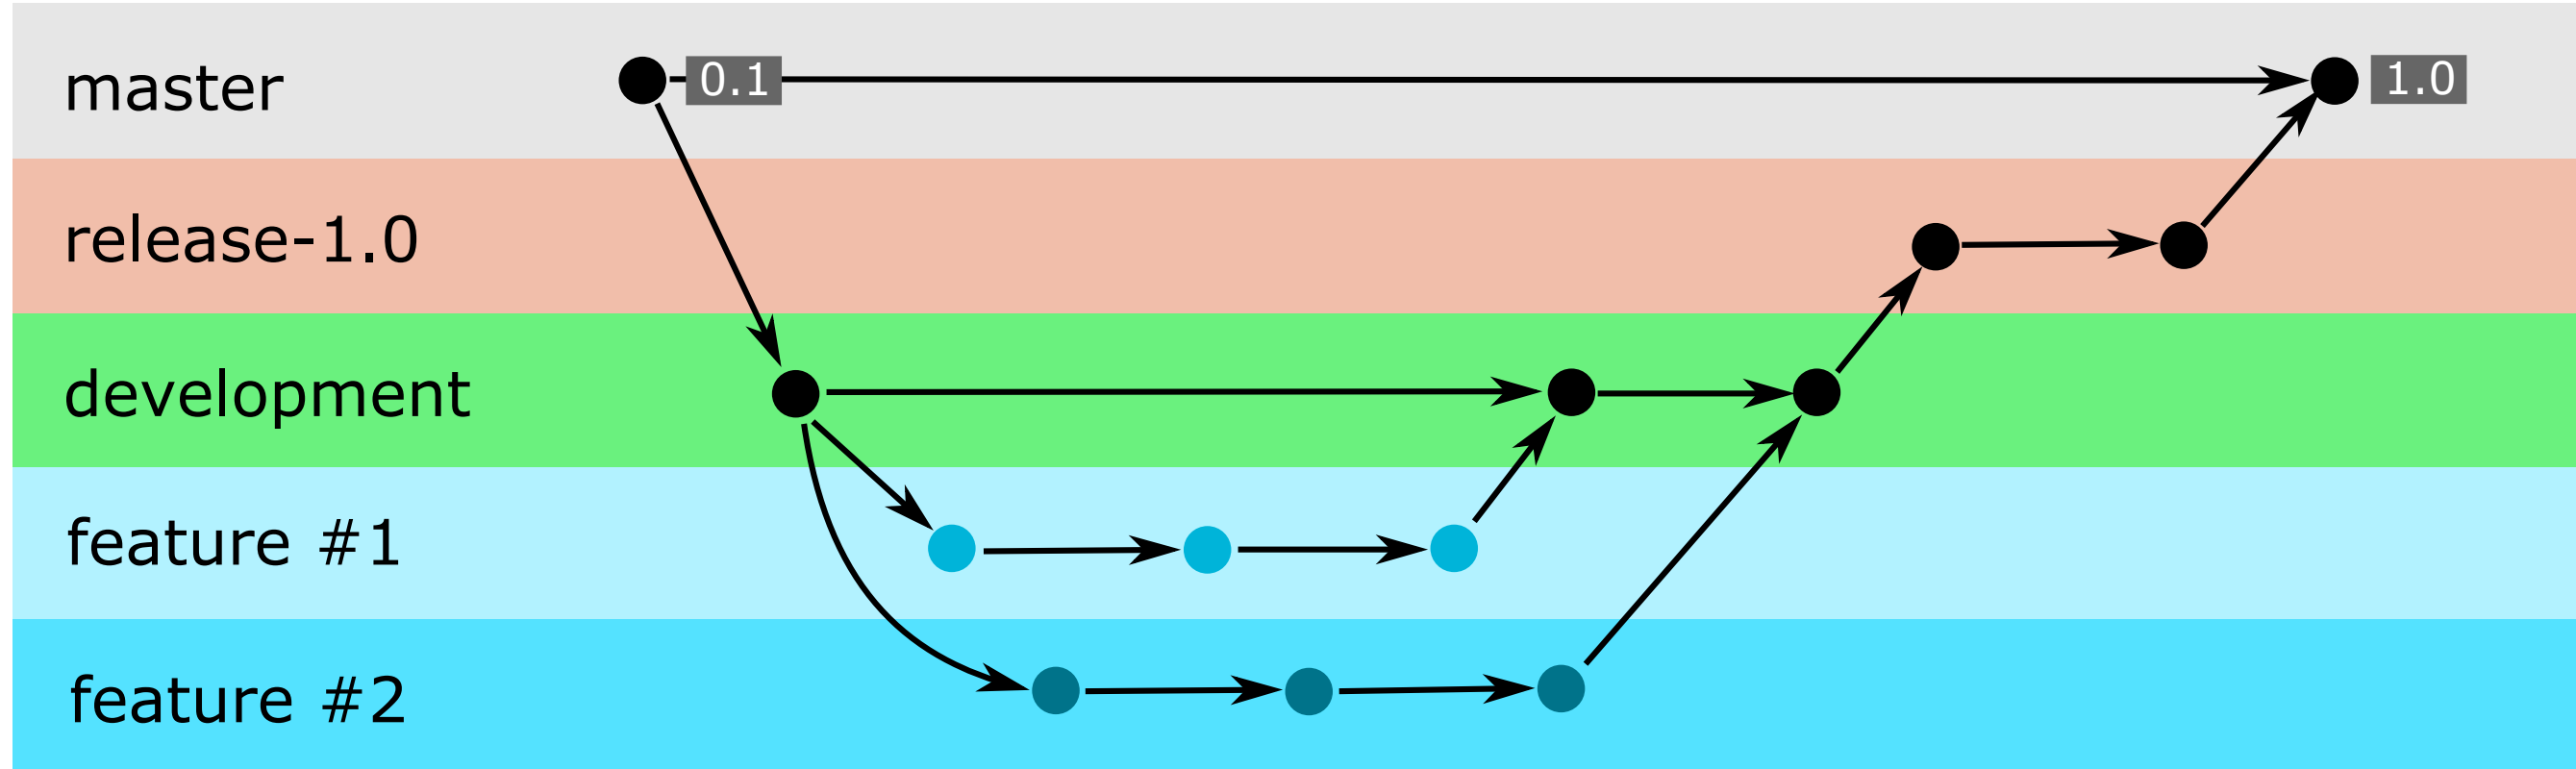 master
0.1
1.0
release-1.0
development
feature #1
feature #2